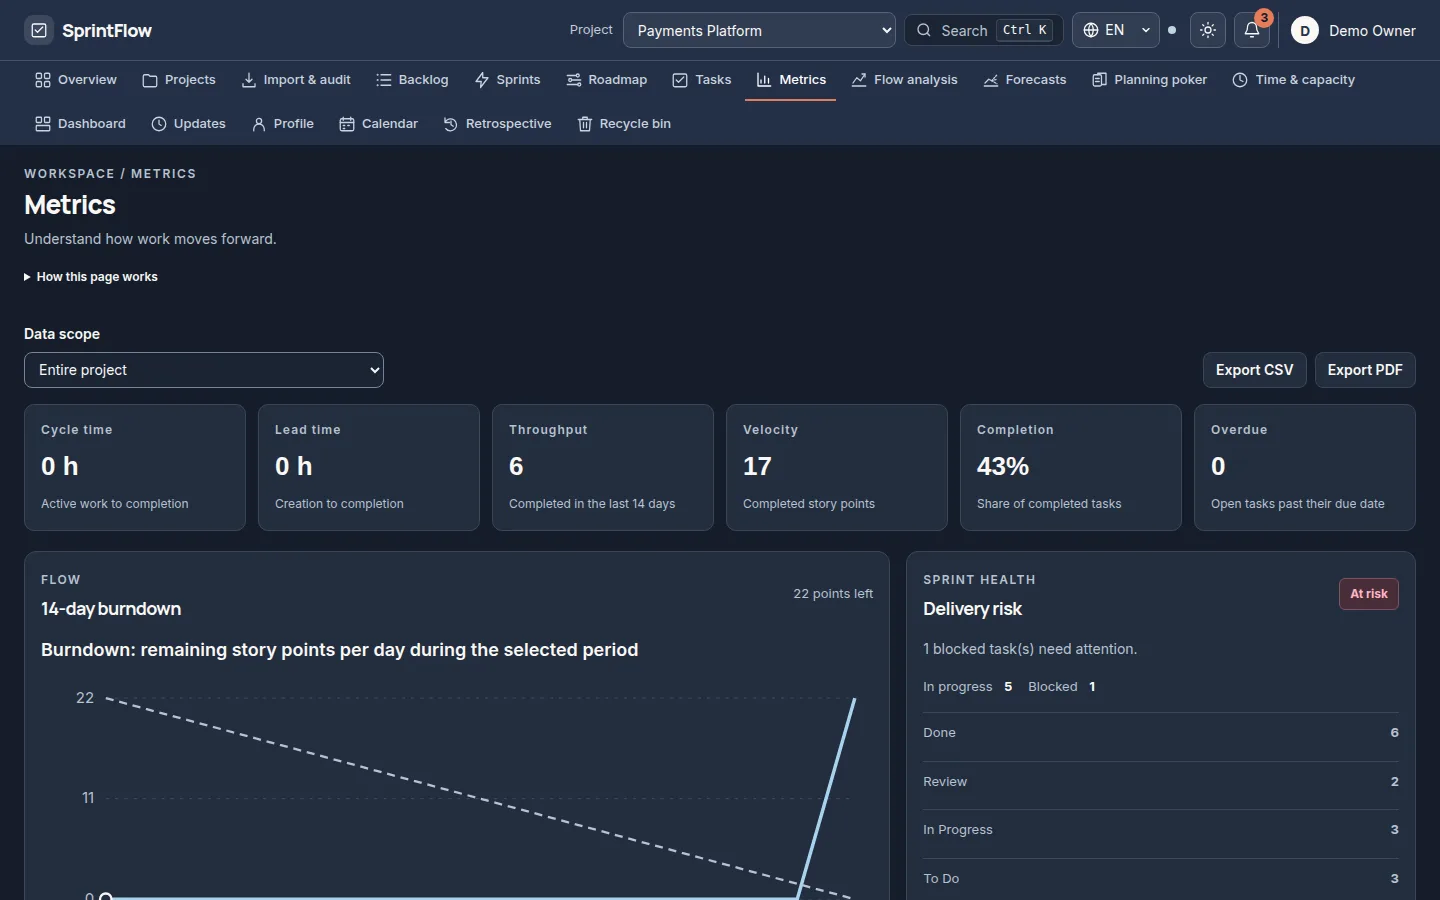 SprintFlow
Project
Payments Platform
Search Ctrl K
EN
3
D
Demo Owner
Overview
Projects
Import & audit
Backlog
Sprints
Roadmap
Tasks
Metrics
Flow analysis
Forecasts
Planning poker
Time & capacity
Dashboard
Updates
Profile
Calendar
Retrospective
Recycle bin
WORKSPACE / METRICS
Metrics
Understand how work moves forward.
How this page works
Data scope
Entire project
Export CSV
Export PDF
Cycle time
0 h
Active work to completion
Lead time
0 h
Creation to completion
Throughput
6
Completed in the last 14 days
Velocity
17
Completed story points
Completion
43%
Share of completed tasks
Overdue
0
Open tasks past their due date
FLOW
14-day burndown
22 points left
Burndown: remaining story points per day during the selected period
22
11
0
SPRINT HEALTH
Delivery risk
At risk
1 blocked task(s) need attention.
In progress 5 Blocked 1
Done 6
Review 2
In Progress 3
To Do 3